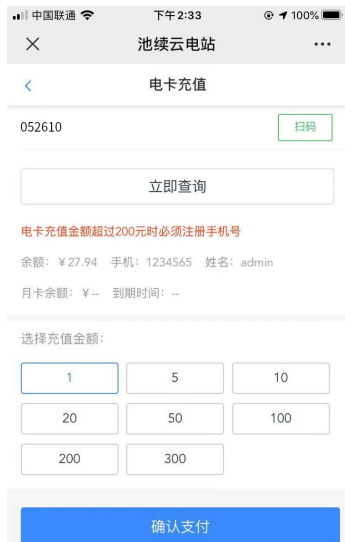 中国联通 下午2:33 100%
池续云电站
电卡充值
052610 扫码
立即查询
电卡充值金额超过200元时必须注册手机号
余额：￥27.94 手机：1234565 姓名：admin
月卡余额：￥-- 到期时间：--
选择充值金额：
1 5 10
20 50 100
200 300
确认支付